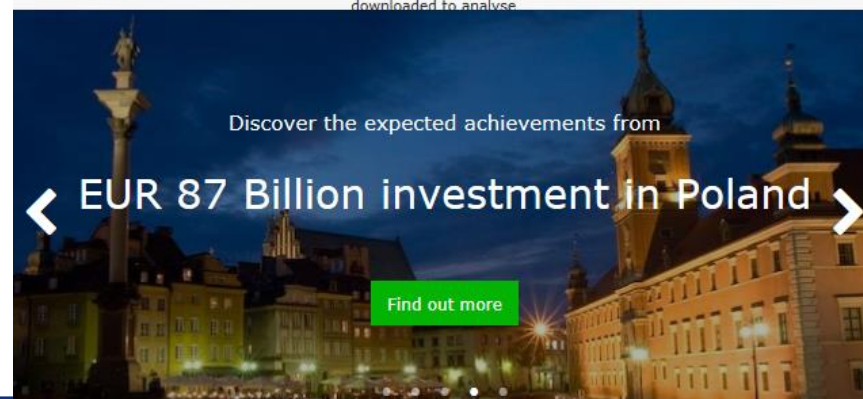 downloaded to analyse
Discover the expected achievements from
EUR 87 Billion investment in Poland
Find out more